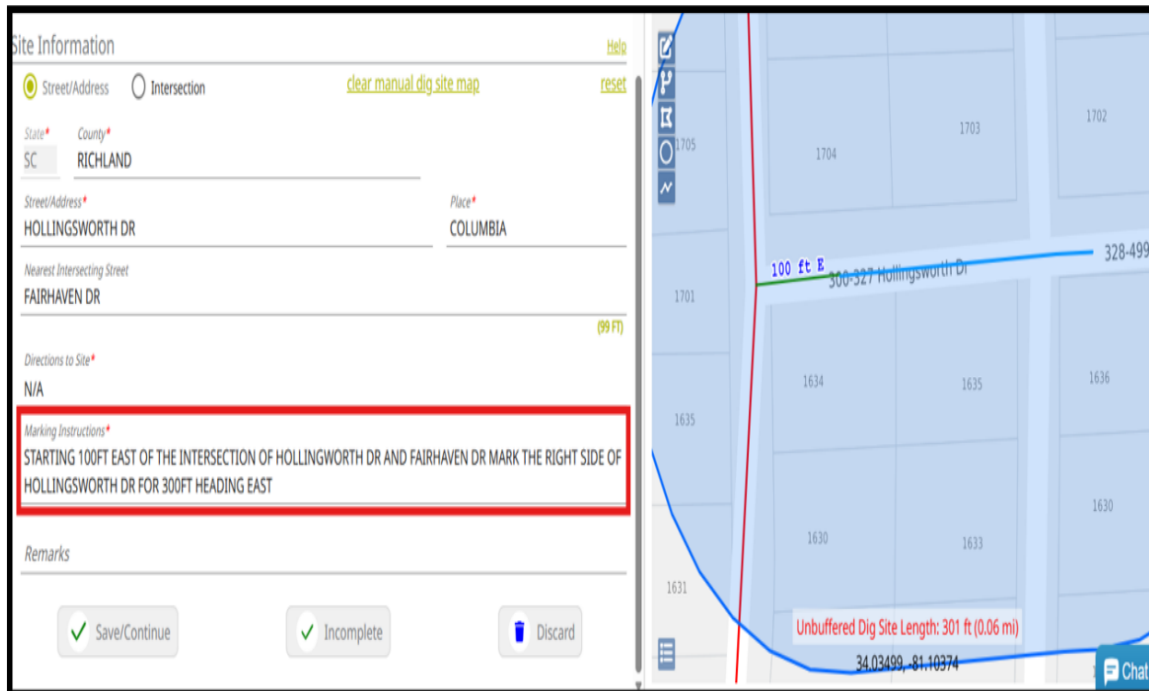 Site Information
Help
Street/Address
Intersection
clear manual dig site map
reset
State*
County*
SC
RICHLAND
Street/Address*
Place*
HOLLINGSWORTH DR
COLUMBIA
Nearest Intersecting Street
FAIRHAVEN DR
(99 FT)
Directions to Site*
N/A
Marking Instructions*
STARTING 100FT EAST OF THE INTERSECTION OF HOLLINGWORTH DR AND FAIRHAVEN DR MARK THE RIGHT SIDE OF
HOLLINGSWORTH DR FOR 300FT HEADING EAST
Remarks
Save/Continue
Incomplete
Discard
1705
1704
1703
1702
100 ft E
300-327 Hollingsworth Dr
328-499
1701
1634
1635
1636
1635
1630
1630
1633
1631
Unbuffered Dig Site Length: 301 ft (0.06 mi)
34.03499, -81.10374
Chat